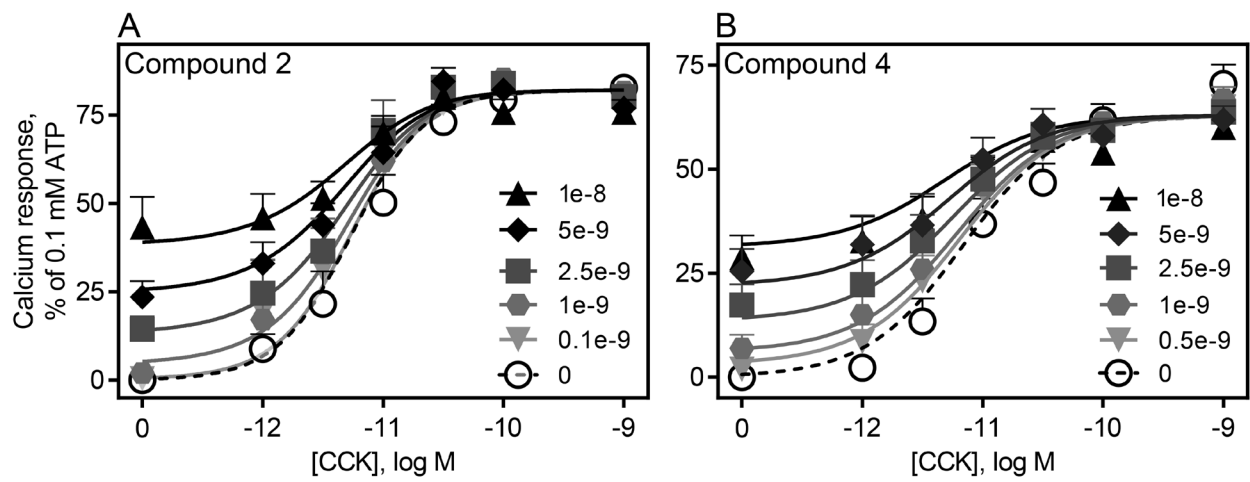 A
Compound 2
Calcium response,
% of 0.1 mM ATP
75
50
25
0
1e-8
5e-9
2.5e-9
1e-9
0.1e-9
0
0
-12
-11
-10
-9
[CCK], log M
B
Compound 4
75
50
25
0
1e-8
5e-9
2.5e-9
1e-9
0.5e-9
0
0
-12
-11
-10
-9
[CCK], log M